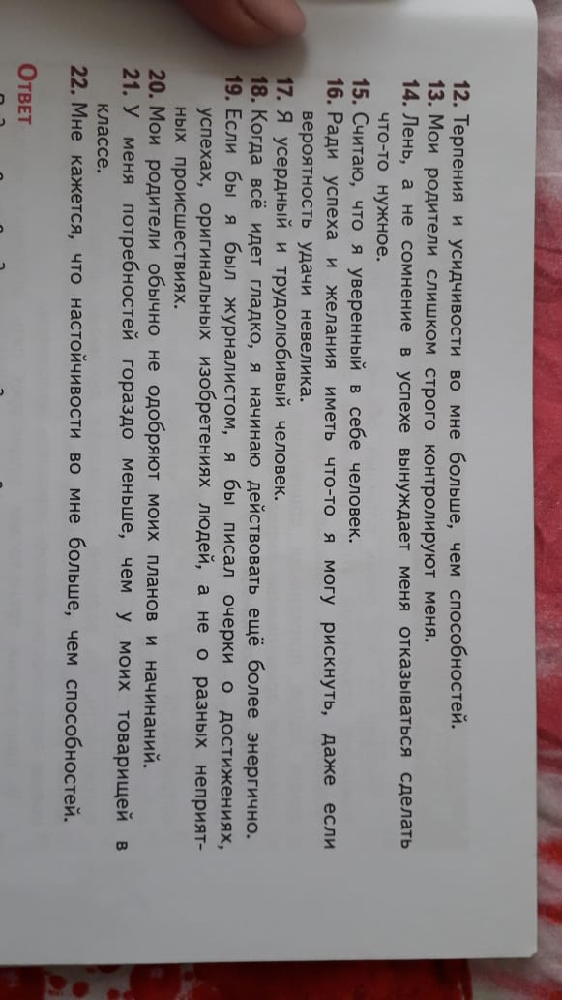 12. Терпения и усидчивости во мне больше, чем способностей.
13. Мои родители слишком строго контролируют меня.
14. Лень, а не сомнение в успехе вынуждает меня отказываться сделать
что-то нужное.
15. Считаю, что я уверенный в себе человек.
16. Ради успеха и желания иметь что-то я могу рискнуть, даже если
вероятность удачи невелика.
17. Я усердный и трудолюбивый человек.
18. Когда всё идет гладко, я начинаю действовать ещё более энергично.
19. Если бы я был журналистом, я бы писал очерки о достижениях,
успехах, оригинальных изобретениях людей, а не о разных неприят-
ных происшествиях.
20. Мои родители обычно не одобряют моих планов и начинаний.
21. У меня потребностей гораздо меньше, чем у моих товарищей в
классе.
22. Мне кажется, что настойчивости во мне больше, чем способностей.
ОТВЕТ